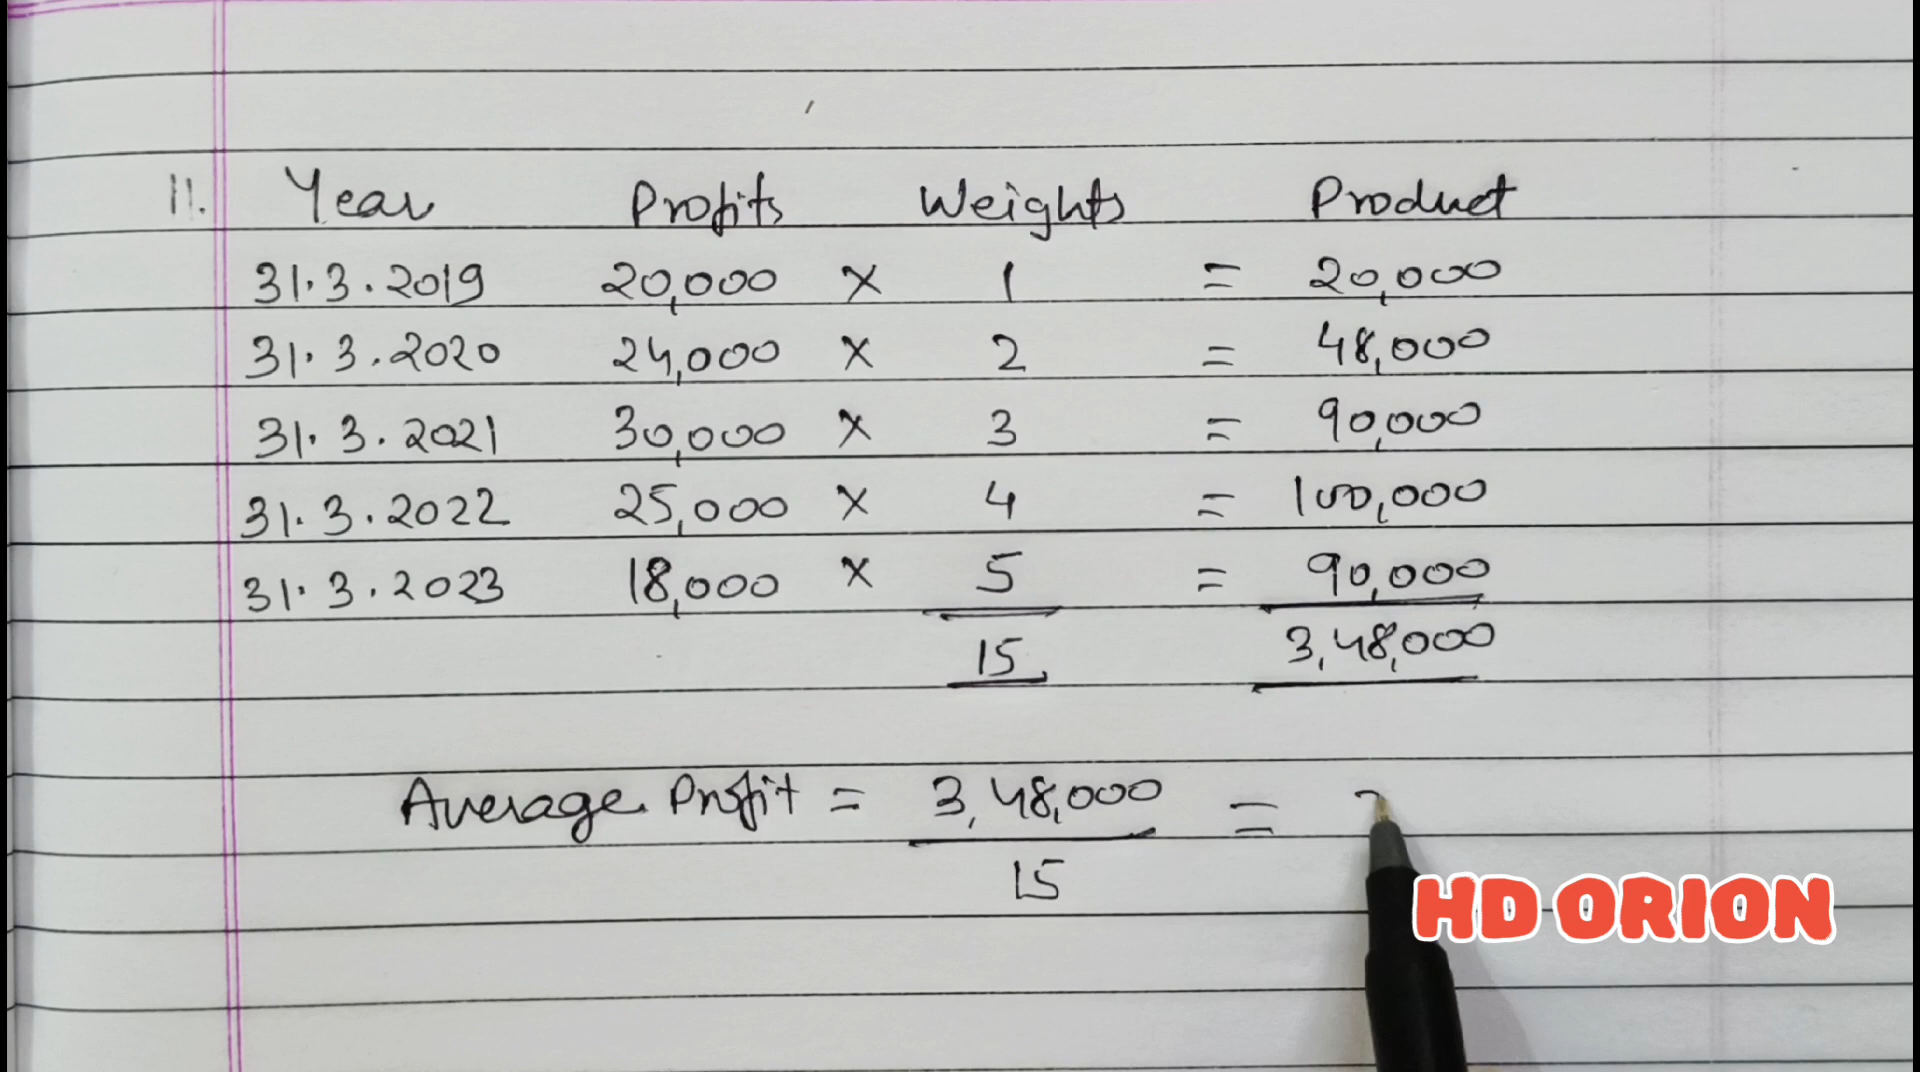 11. Year Profits Weights Product
31.3.2019 20,000 × 1 = 20,000
31.3.2020 24,000 × 2 = 48,000
31.3.2021 30,000 × 3 = 90,000
31.3.2022 25,000 × 4 = 100,000
31.3.2023 18,000 × 5 = 90,000
15 3,48,000
Average Profit = 3,48,000 =
15
HD ORION